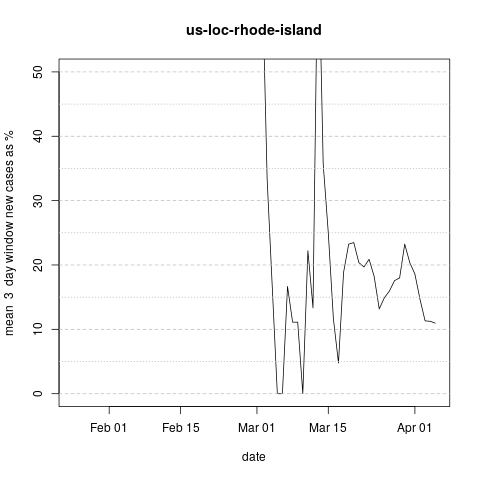 us-loc-rhode-island
mean 3 day window new cases as %
50
40
30
20
10
0
Feb 01 Feb 15 Mar 01 Mar 15 Apr 01
date